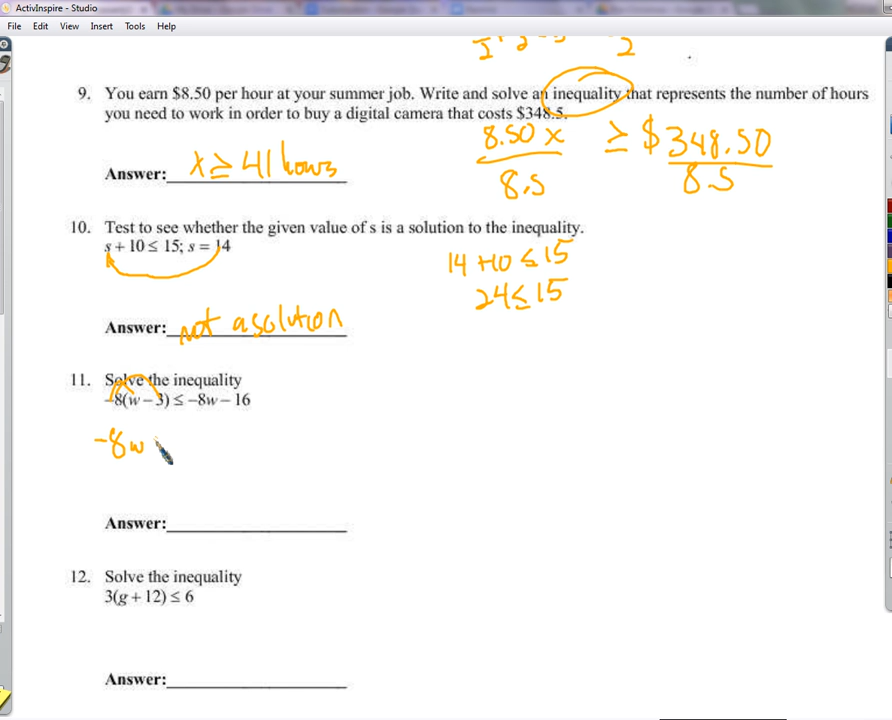 ActivInspire - Studio
File Edit View Insert Tools Help
9. You earn $8.50 per hour at your summer job. Write and solve an inequality that represents the number of hours
you need to work in order to buy a digital camera that costs $348.5.
8.50 x ≥ $ 348.50
8.5 8.5
Answer: x ≥ 41 hours
10. Test to see whether the given value of s is a solution to the inequality.
s + 10 ≤ 15; s = 14
14 + 10 ≤ 15
24 ≤ 15
Answer: not a solution
11. Solve the inequality
-8(w – 3) ≤ –8w – 16
-8w
Answer:
12. Solve the inequality
3(g + 12) ≤ 6
Answer: